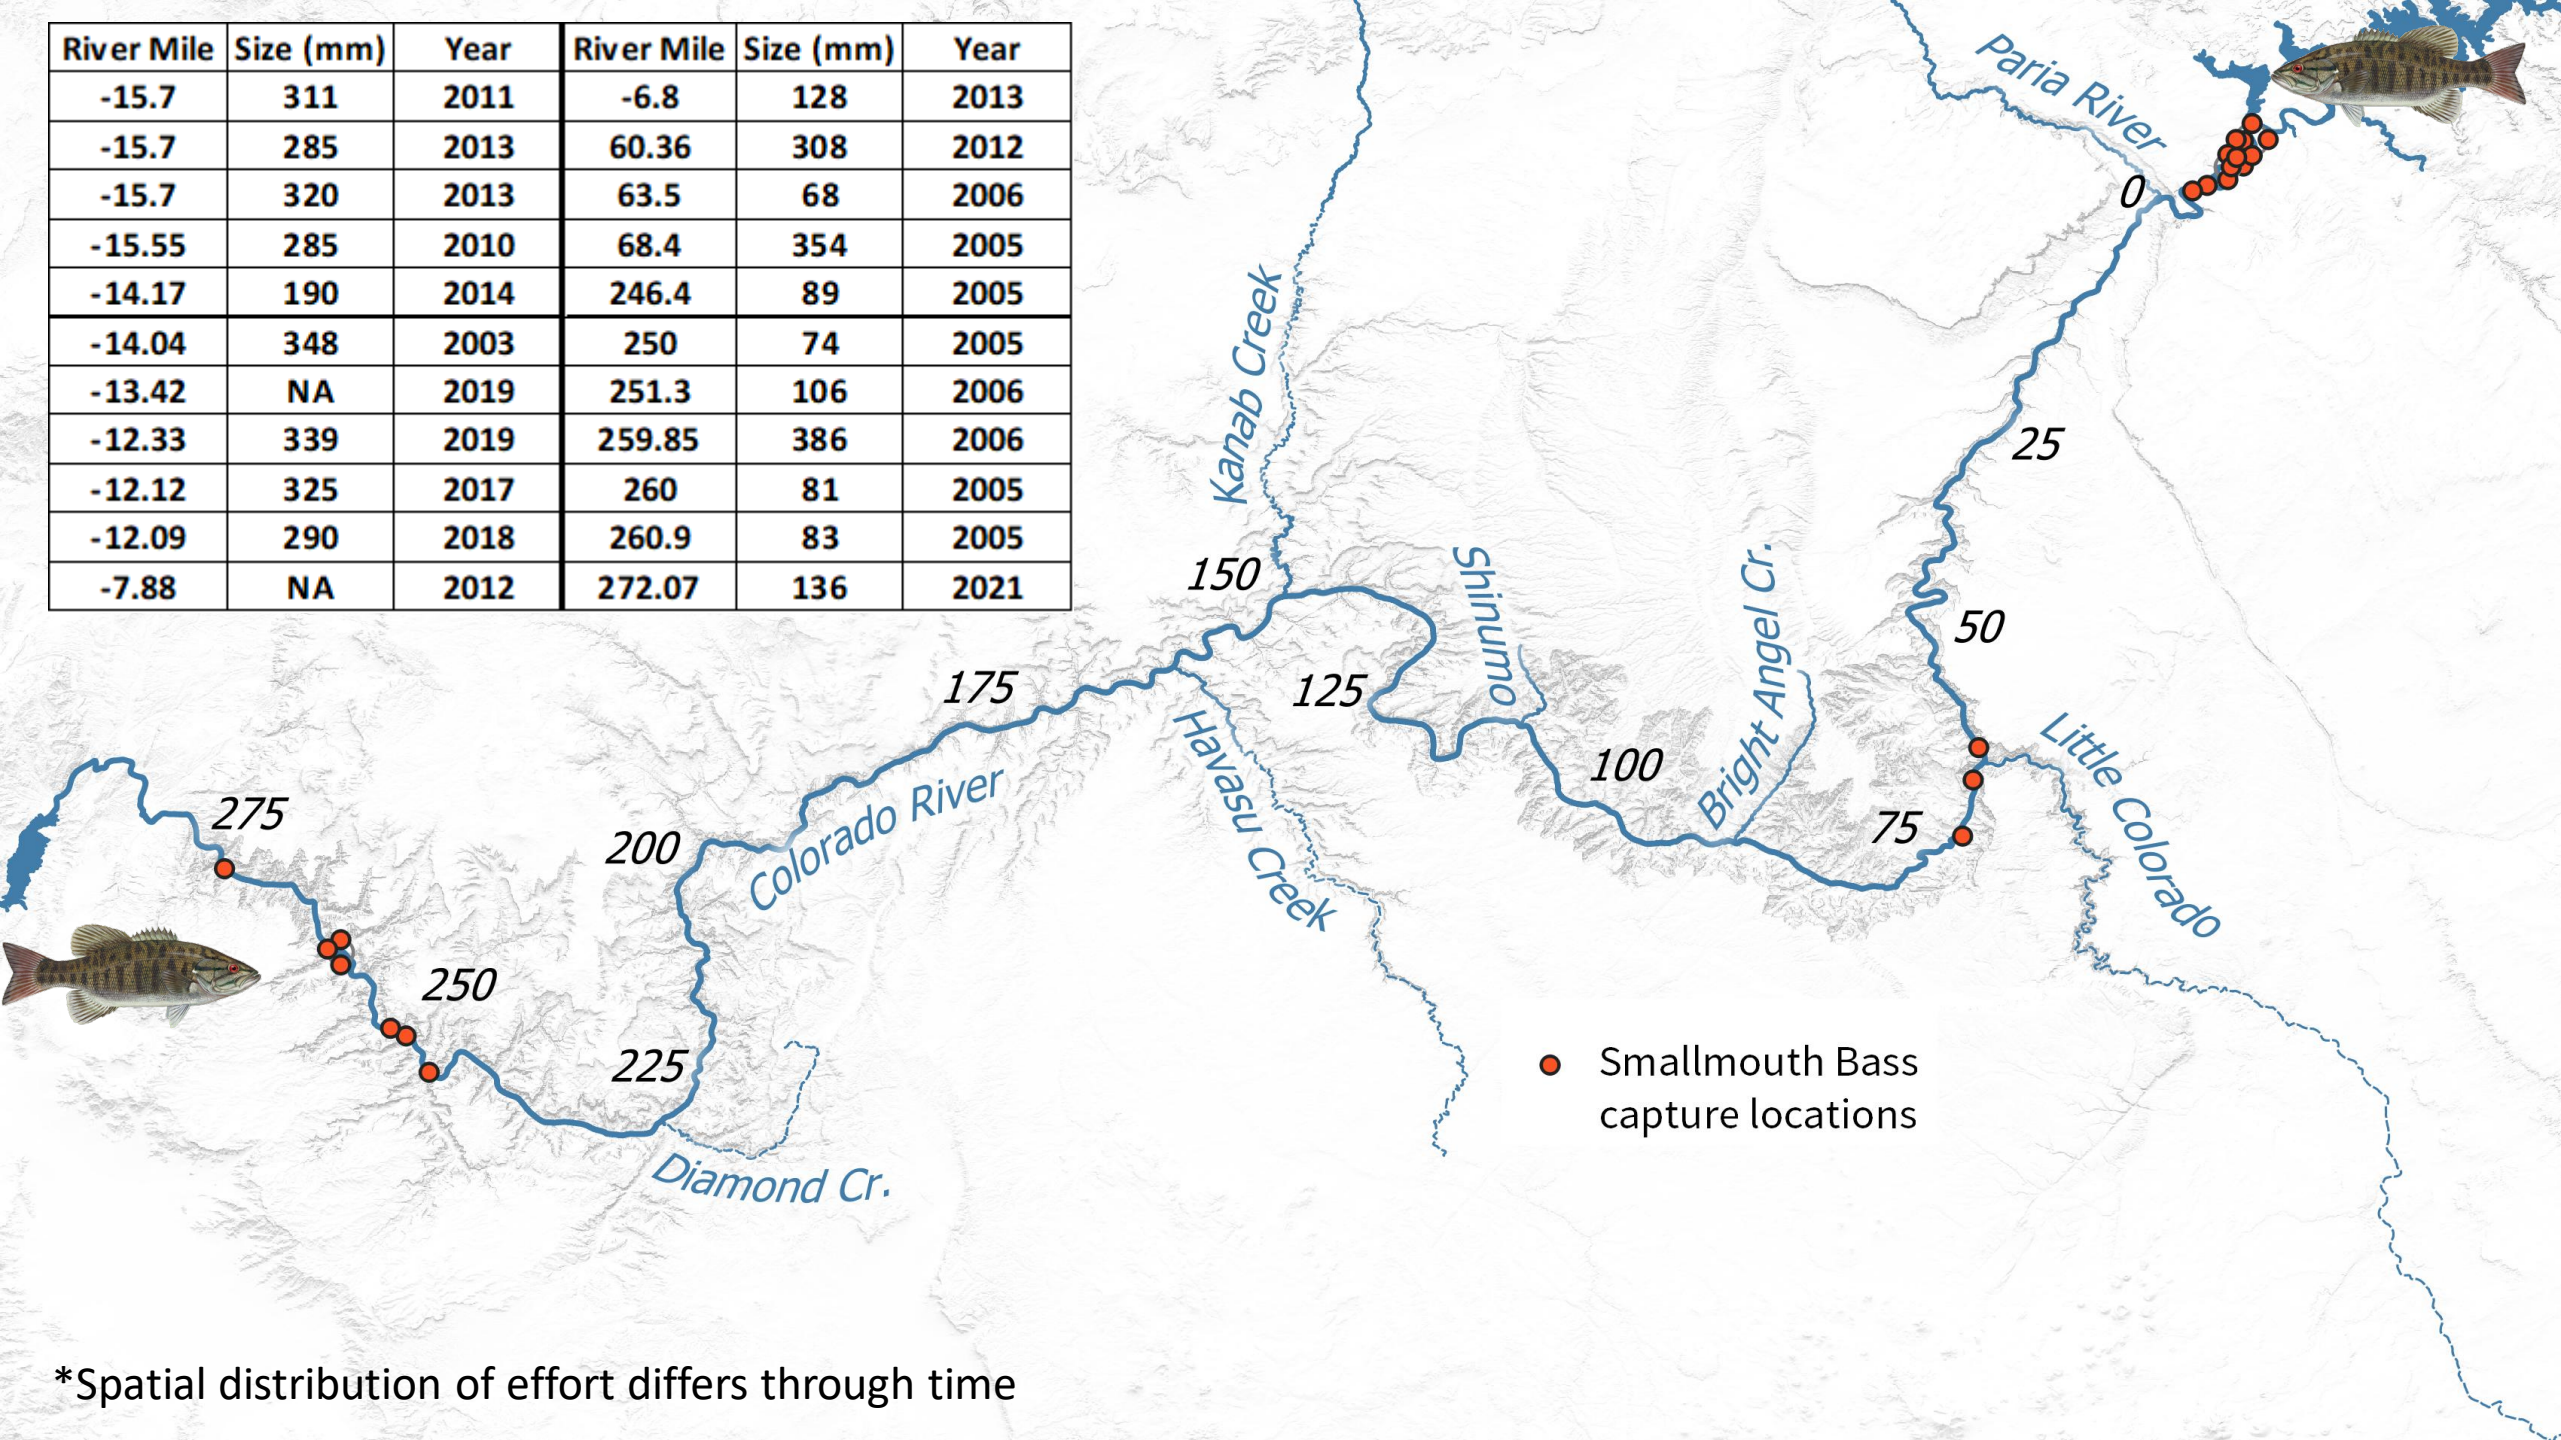 River Mile Size (mm) Year River Mile Size (mm) Year
-15.7 311 2011 -6.8 128 2013
-15.7 285 2013 60.36 308 2012
-15.7 320 2013 63.5 68 2006
-15.55 285 2010 68.4 354 2005
-14.17 190 2014 246.4 89 2005
-14.04 348 2003 250 74 2005
-13.42 NA 2019 251.3 106 2006
-12.33 339 2019 259.85 386 2006
-12.12 325 2017 260 81 2005
-12.09 290 2018 260.9 83 2005
-7.88 NA 2012 272.07 136 2021
Paria River
0
25
Kanab Creek
50
150
Shinumo
Bright Angel Cr.
125
175
Little Colorado
100
75
Havasu Creek
Colorado River
200
275
250
225
Diamond Cr.
Smallmouth Bass
capture locations
*Spatial distribution of effort differs through time